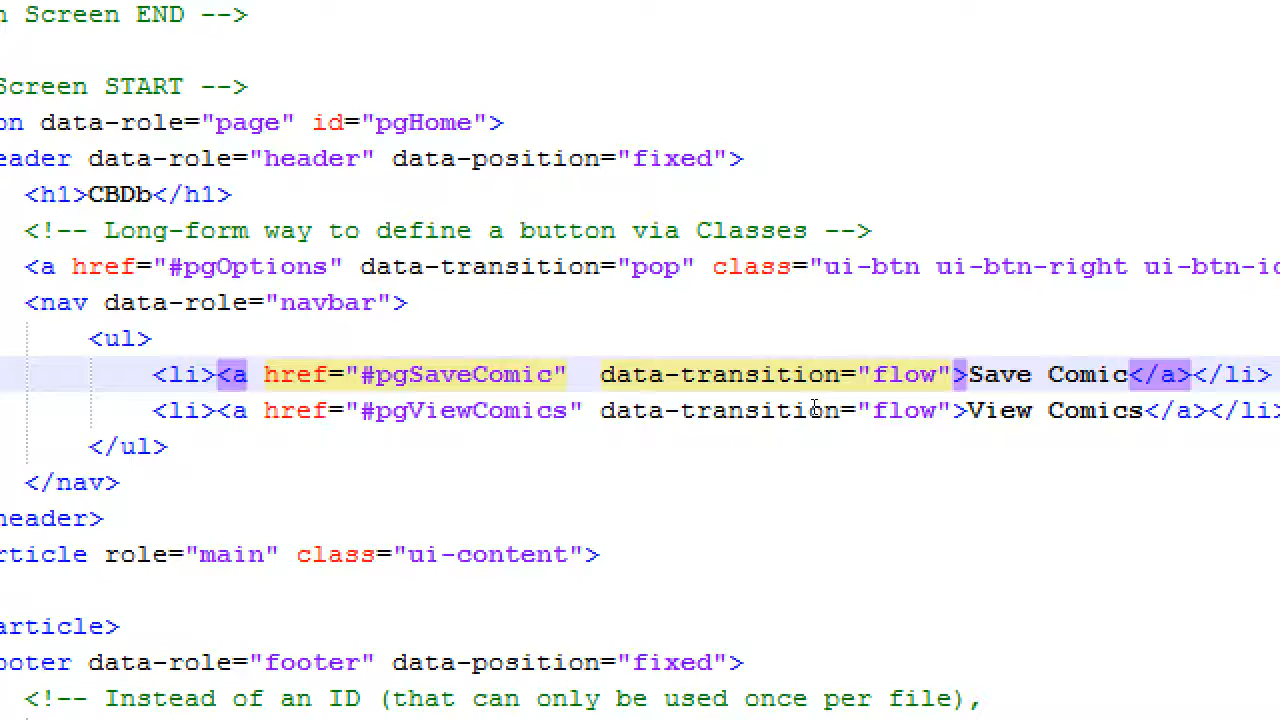 n Screen END -->
Screen START -->
on data-role="page" id="pgHome">
eader data-role="header" data-position="fixed">
<h1>CBDb</h1>
<!-- Long-form way to define a button via Classes -->
<a href="#pgOptions" data-transition="pop" class="ui-btn ui-btn-right ui-btn-ic
<nav data-role="navbar">
<ul>
<li><a href="#pgSaveComic"  data-transition="flow">Save Comic</a></li>
<li><a href="#pgViewComics" data-transition="flow">View Comics</a></li>
</ul>
</nav>
header>
rticle role="main" class="ui-content">
article>
ooter data-role="footer" data-position="fixed">
<!-- Instead of an ID (that can only be used once per file),